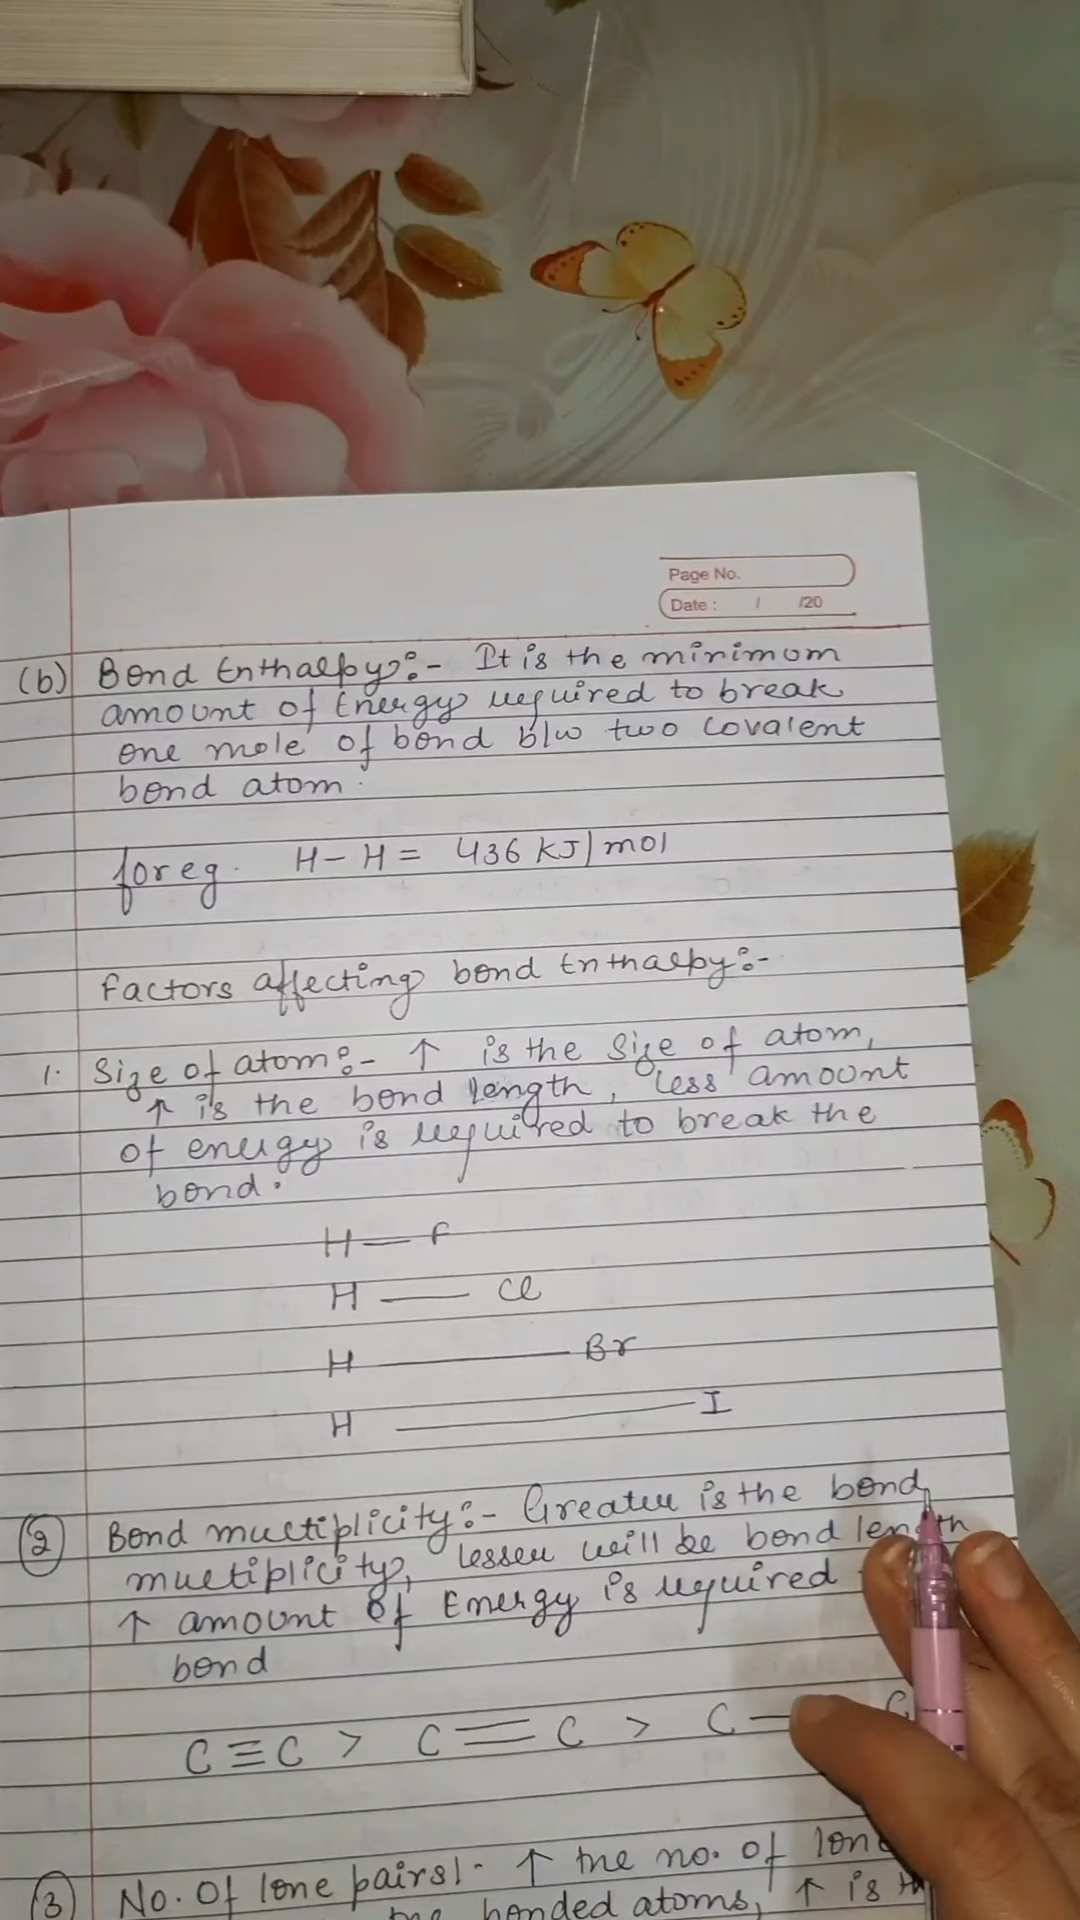 Page No.
Date : / /20
(b) Bond Enthalpy:- It is the minimum
amount of Energy required to break
one mole of bond b/w two covalent
bond atom.
for eg. H-H = 436 KJ/mol
Factors affecting bond Enthalpy:-
1. Size of atom:- ↑ is the size of atom,
↑ is the bond length, less amount
of energy is required to break the
bond.
H—F
H—Cl
H—Br
H—I
(2) Bond multiplicity:- Greater is the bond
multiplicity, lesser will be bond length
↑ amount of Energy is required
bond
C≡C > C=C > C—C
(3) No. of lone pairs:- ↑ the no. of lone
the bonded atoms, ↑ is